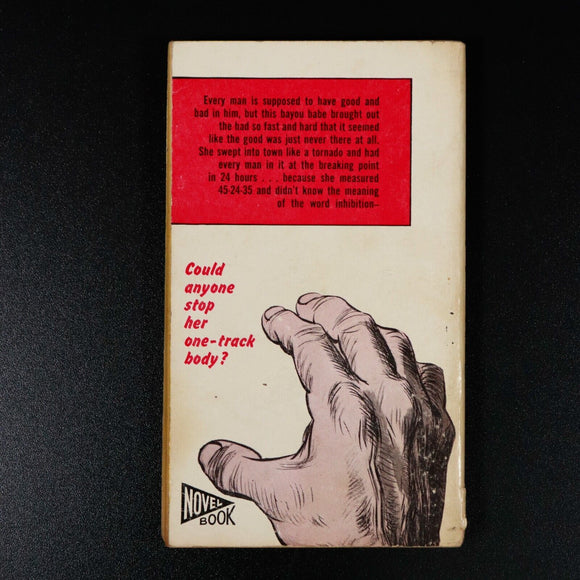 Every man is supposed to have good and
bad in him, but this bayou babe brought out
the bad so fast and hard that it seemed
like the good was just never there at all.
She swept into town like a tornado and had
every man in it at the breaking point
in 24 hours . . . because she measured
45-24-35 and didn't know the meaning
of the word inhibition–
Could
anyone
stop
her
one-track
body?
NOVEL
BOOK